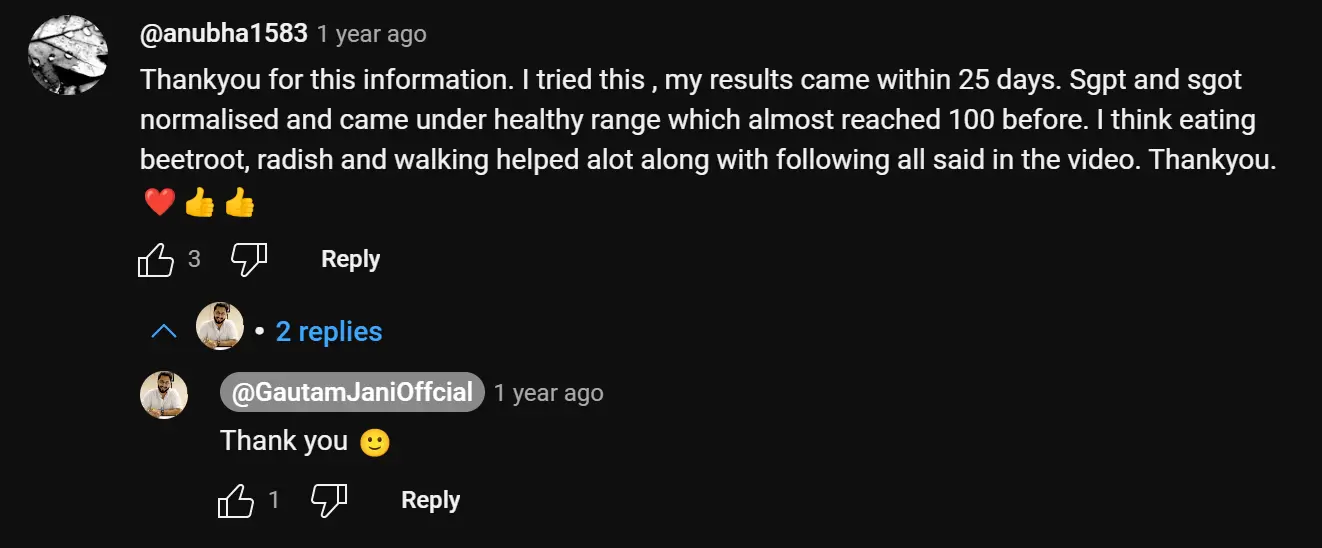 @anubha1583 1 year ago
Thankyou for this information. I tried this , my results came within 25 days. Sgpt and sgot
normalised and came under healthy range which almost reached 100 before. I think eating
beetroot, radish and walking helped alot along with following all said in the video. Thankyou.
❤️👍👍
3 Reply
• 2 replies
@GautamJaniOffcial 1 year ago
Thank you 🙂
1 Reply